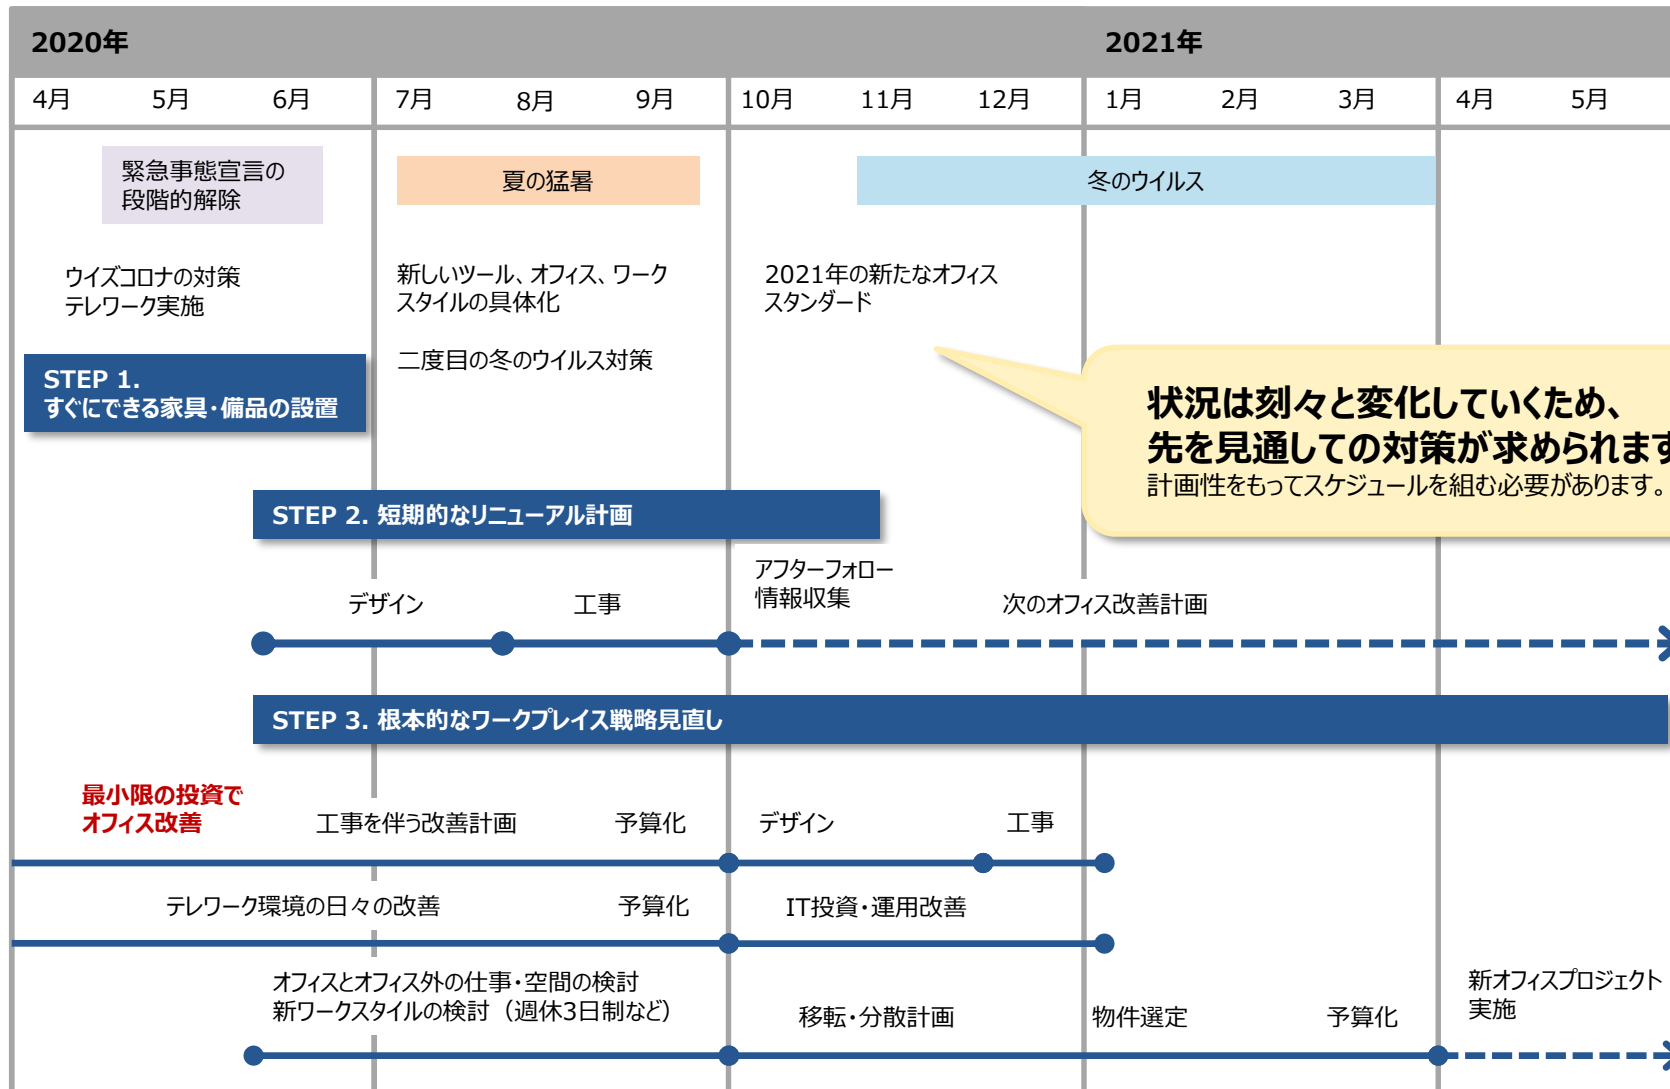 2020年
2021年
4月 5月 6月 7月 8月 9月 10月 11月 12月 1月 2月 3月 4月 5月
緊急事態宣言の
段階的解除
夏の猛暑
冬のウイルス
ウイズコロナの対策
テレワーク実施
新しいツール、オフィス、ワーク
スタイルの具体化
二度目の冬のウイルス対策
2021年の新たなオフィス
スタンダード
STEP 1.
すぐにできる家具・備品の設置
状況は刻々と変化していくため、
先を見通しての対策が求められます
計画性をもってスケジュールを組む必要があります。
STEP 2. 短期的なリニューアル計画
デザイン
工事
アフターフォロー
情報収集
次のオフィス改善計画
STEP 3. 根本的なワークプレイス戦略見直し
最小限の投資で
オフィス改善
工事を伴う改善計画
予算化
デザイン
工事
テレワーク環境の日々の改善
予算化
IT投資・運用改善
オフィスとオフィス外の仕事・空間の検討
新ワークスタイルの検討（週休3日制など）
移転・分散計画
物件選定
予算化
新オフィスプロジェクト
実施